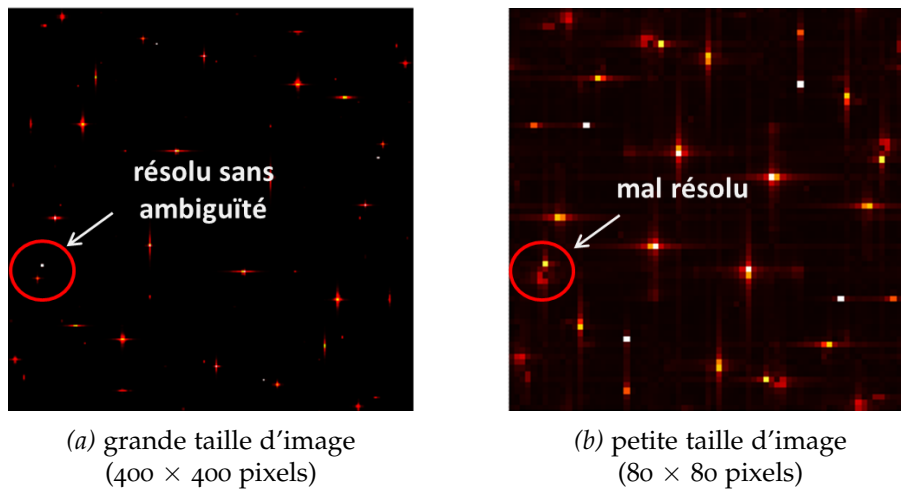 résolu sans
ambiguïté
mal résolu
(a) grande taille d'image
(400 × 400 pixels)
(b) petite taille d'image
(80 × 80 pixels)